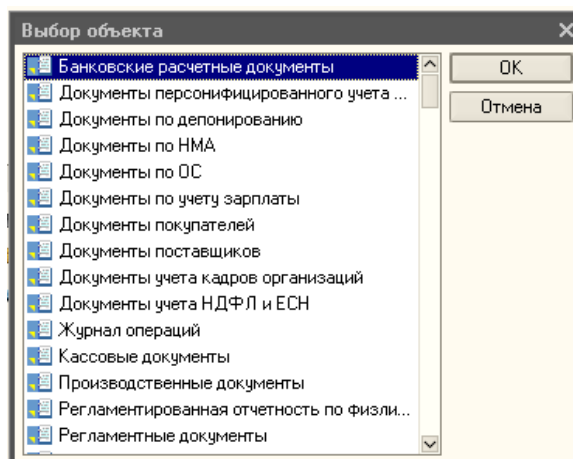 Выбор объекта
Банковские расчетные документы
OK
Документы персонифицированного учета ...
Отмена
Документы по депонированию
Документы по НМА
Документы по ОС
Документы по учету зарплаты
Документы покупателей
Документы поставщиков
Документы учета кадров организаций
Документы учета НДФЛ и ЕСН
Журнал операций
Кассовые документы
Производственные документы
Регламентированная отчетность по физли...
Регламентные документы